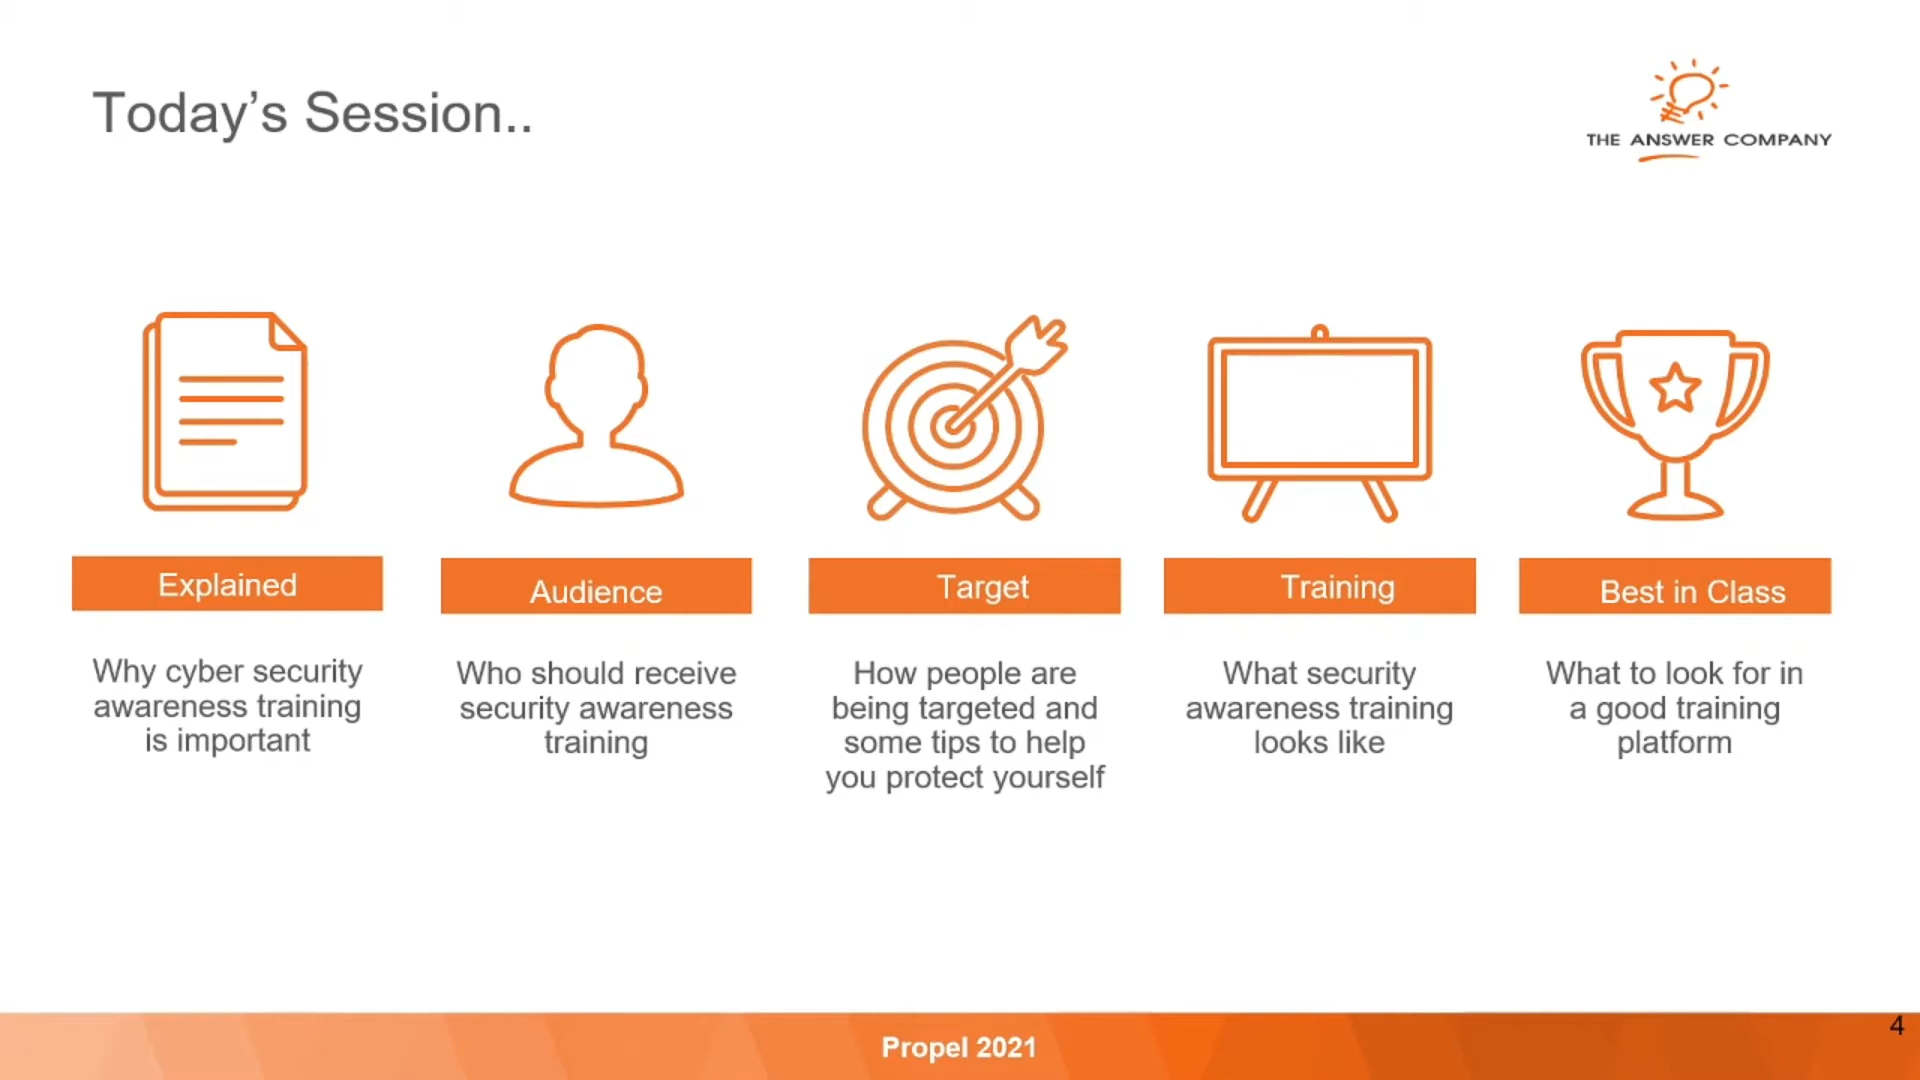 Today's Session..
THE ANSWER COMPANY
Explained
Why cyber security
awareness training
is important
Audience
Who should receive
security awareness
training
Target
How people are
being targeted and
some tips to help
you protect yourself
Training
What security
awareness training
looks like
Best in Class
What to look for in
a good training
platform
Propel 2021
4